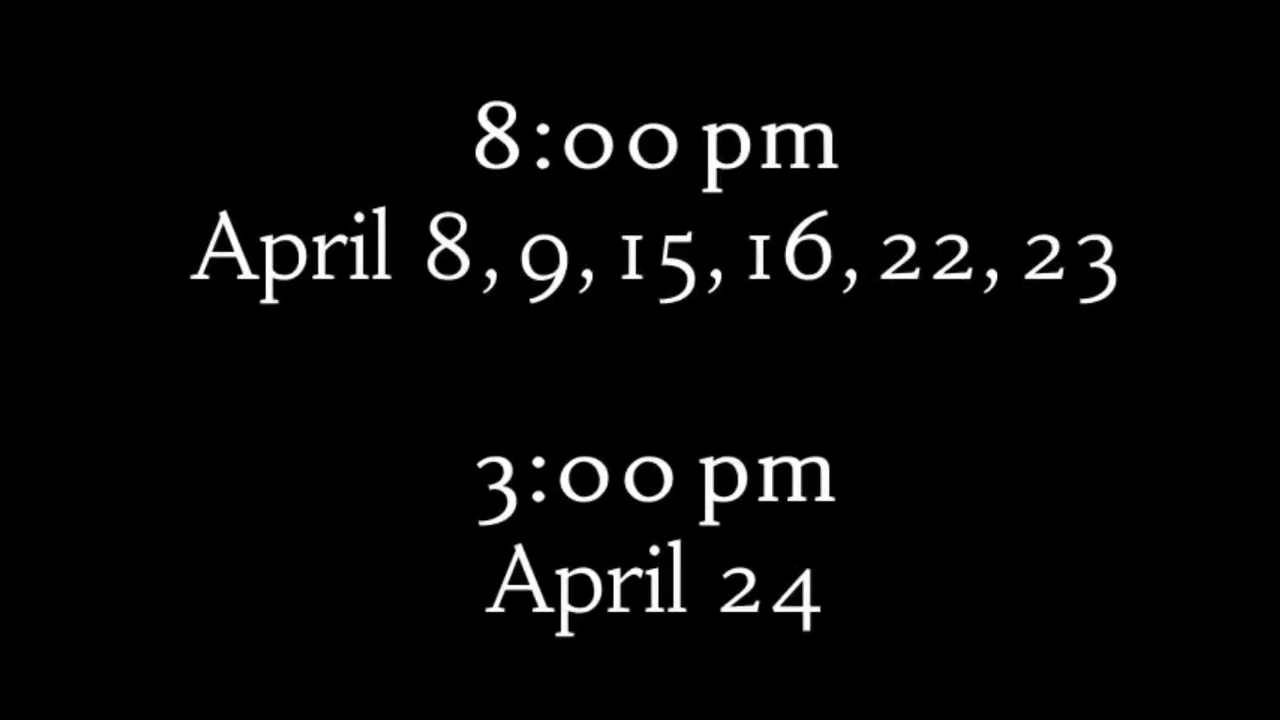 8:00 pm
April 8, 9, 15, 16, 22, 23
3:00 pm
April 24